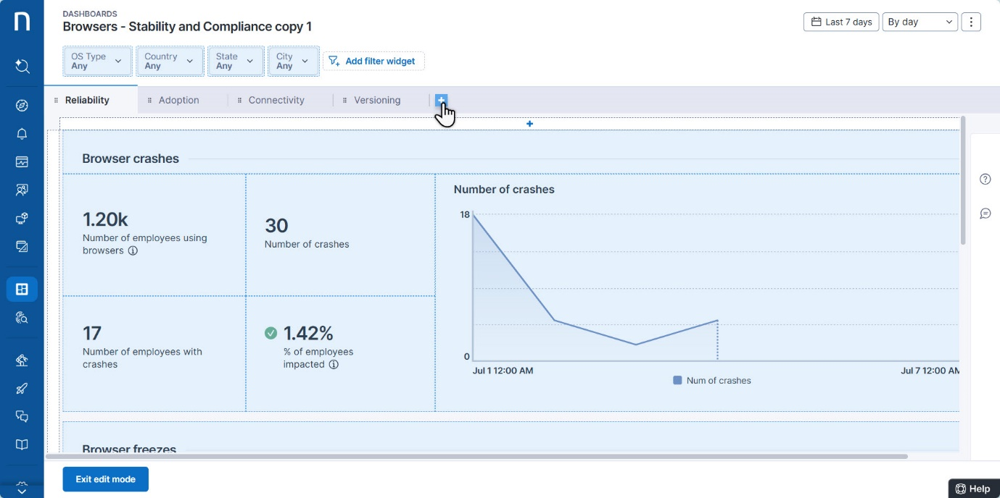 DASHBOARDS
Browsers - Stability and Compliance copy 1
Last 7 days
By day
OS Type
Any
Country
Any
State
Any
City
Any
Add filter widget
Reliability
Adoption
Connectivity
Versioning
Browser crashes
1.20k
Number of employees using
browsers
30
Number of crashes
17
Number of employees with
crashes
1.42%
% of employees
impacted
Number of crashes
18
0
Jul 1 12:00 AM
Jul 7 12:00 AM
Num of crashes
Browser freezes
Exit edit mode
Help